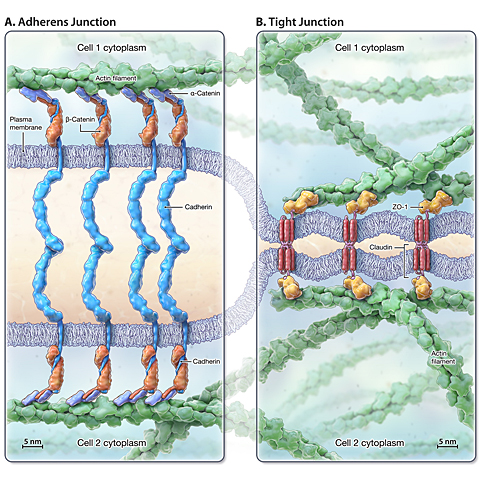 A. Adherens Junction
Cell 1 cytoplasm
Actin filament
α-Catenin
Plasma
membrane
β-Catenin
Cadherin
Cadherin
5 nm
Cell 2 cytoplasm
B. Tight Junction
Cell 1 cytoplasm
ZO-1
Claudin
Actin
filament
Cell 2 cytoplasm
5 nm